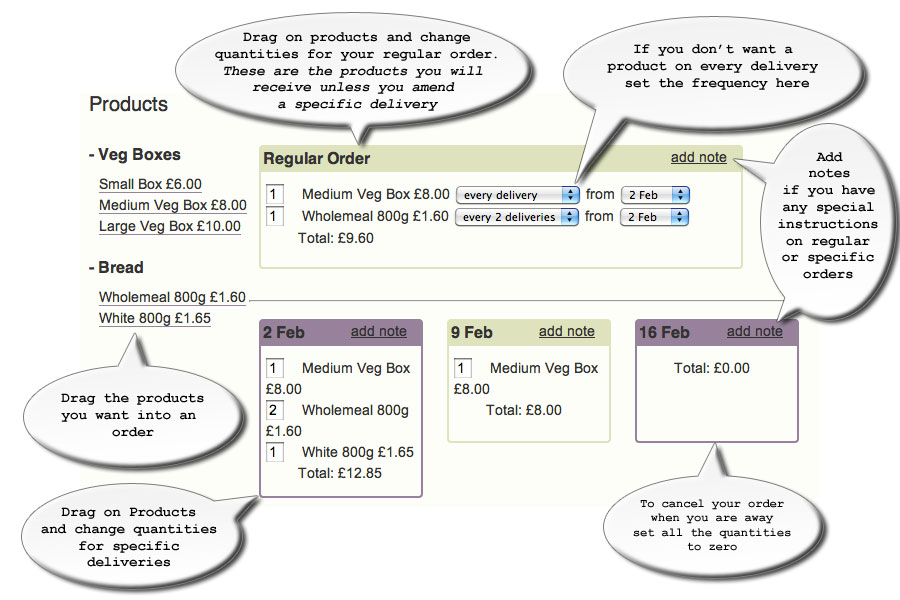 Drag on products and change
quantities for your regular order.
These are the products you will
receive unless you amend
a specific delivery
If you don't want a
product on every delivery
set the frequency here
Products
Add
notes
if you have
any special
instructions
on regular
or specific
orders
- Veg Boxes
Small Box £6.00
Medium Veg Box £8.00
Large Veg Box £10.00
- Bread
Wholemeal 800g £1.60
White 800g £1.65
Regular Order add note
1 Medium Veg Box £8.00 every delivery from 2 Feb
1 Wholemeal 800g £1.60 every 2 deliveries from 2 Feb
Total: £9.60
2 Feb add note
1 Medium Veg Box
£8.00
2 Wholemeal 800g
£1.60
1 White 800g £1.65
Total: £12.85
9 Feb add note
1 Medium Veg Box
£8.00
Total: £8.00
16 Feb add note
Total: £0.00
Drag the products
you want into an
order
Drag on Products
and change quantities
for specific
deliveries
To cancel your order
when you are away
set all the quantities
to zero